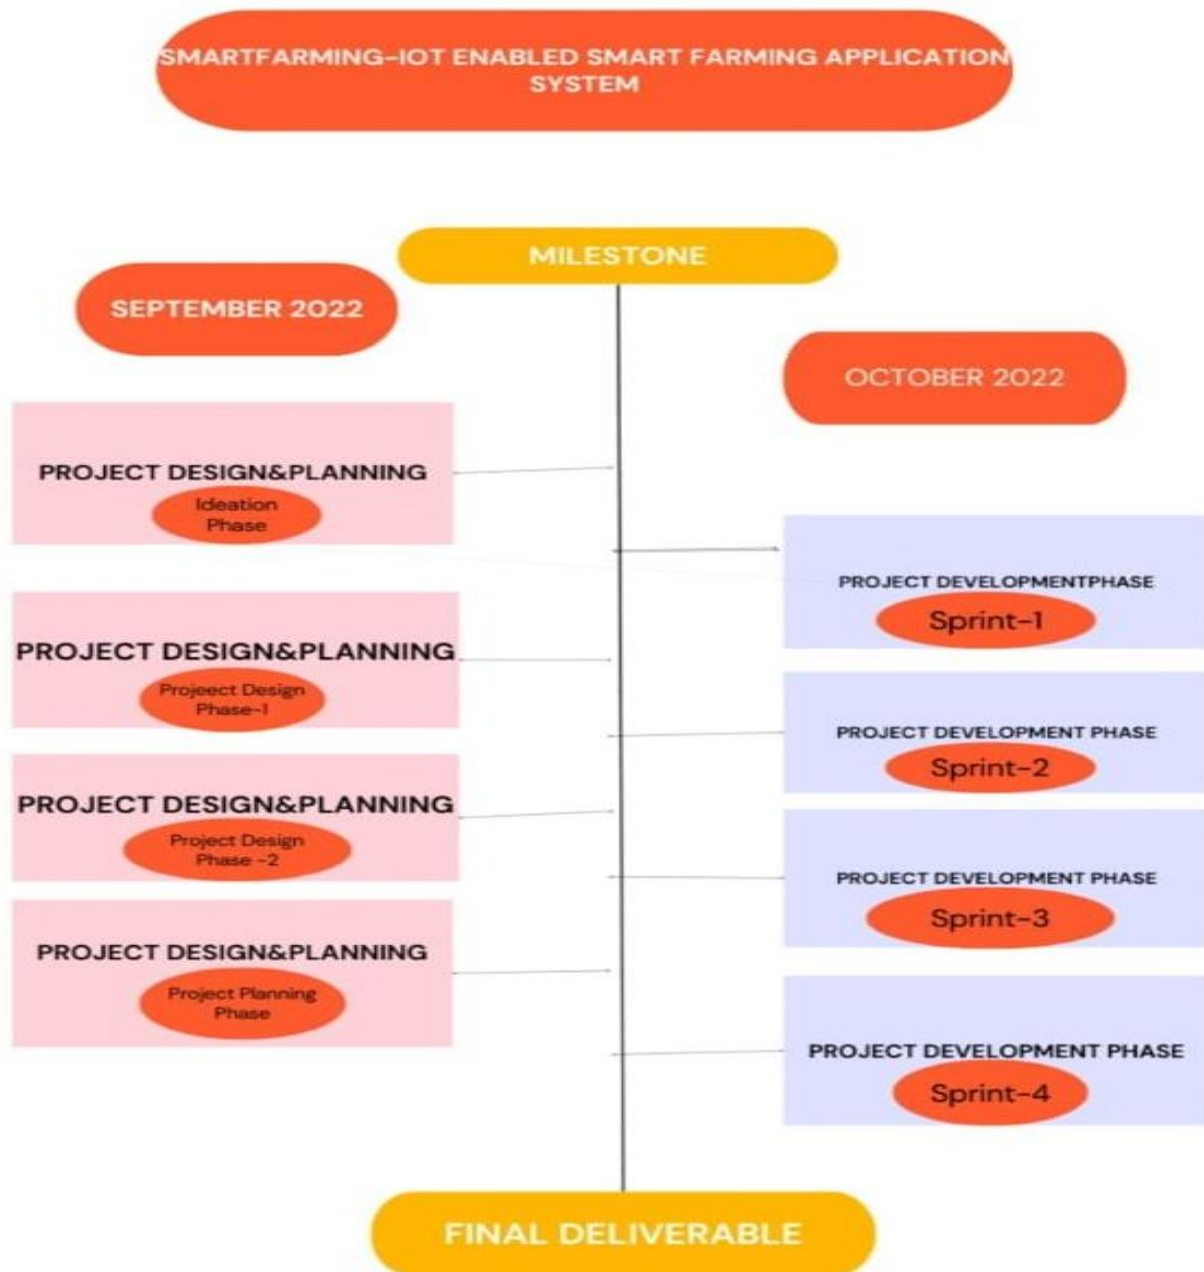 SMARTFARMING-IOT ENABLED SMART FARMING APPLICATION
SYSTEM
MILESTONE
SEPTEMBER 2022
OCTOBER 2022
PROJECT DESIGN&PLANNING
Ideation
Phase
PROJECT DESIGN&PLANNING
Projeect Design
Phase-1
PROJECT DESIGN&PLANNING
Project Design
Phase -2
PROJECT DESIGN&PLANNING
Project Planning
Phase
PROJECT DEVELOPMENTPHASE
Sprint-1
PROJECT DEVELOPMENT PHASE
Sprint-2
PROJECT DEVELOPMENT PHASE
Sprint-3
PROJECT DEVELOPMENT PHASE
Sprint-4
FINAL DELIVERABLE